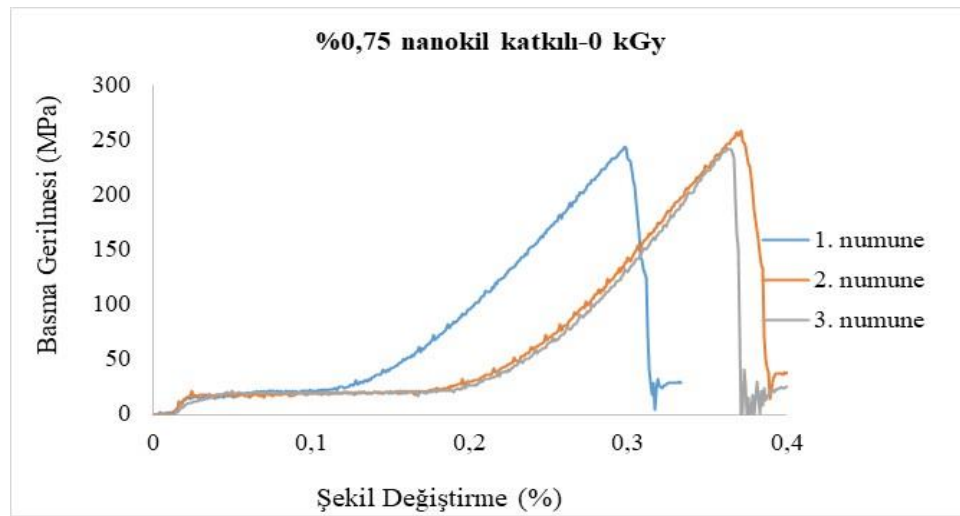 %0,75 nanokil katkılı-0 kGy
Basma Gerilmesi (MPa)
300
250
200
150
100
50
0
0
0,1
0,2
0,3
0,4
Şekil Değiştirme (%)
1. numune
2. numune
3. numune